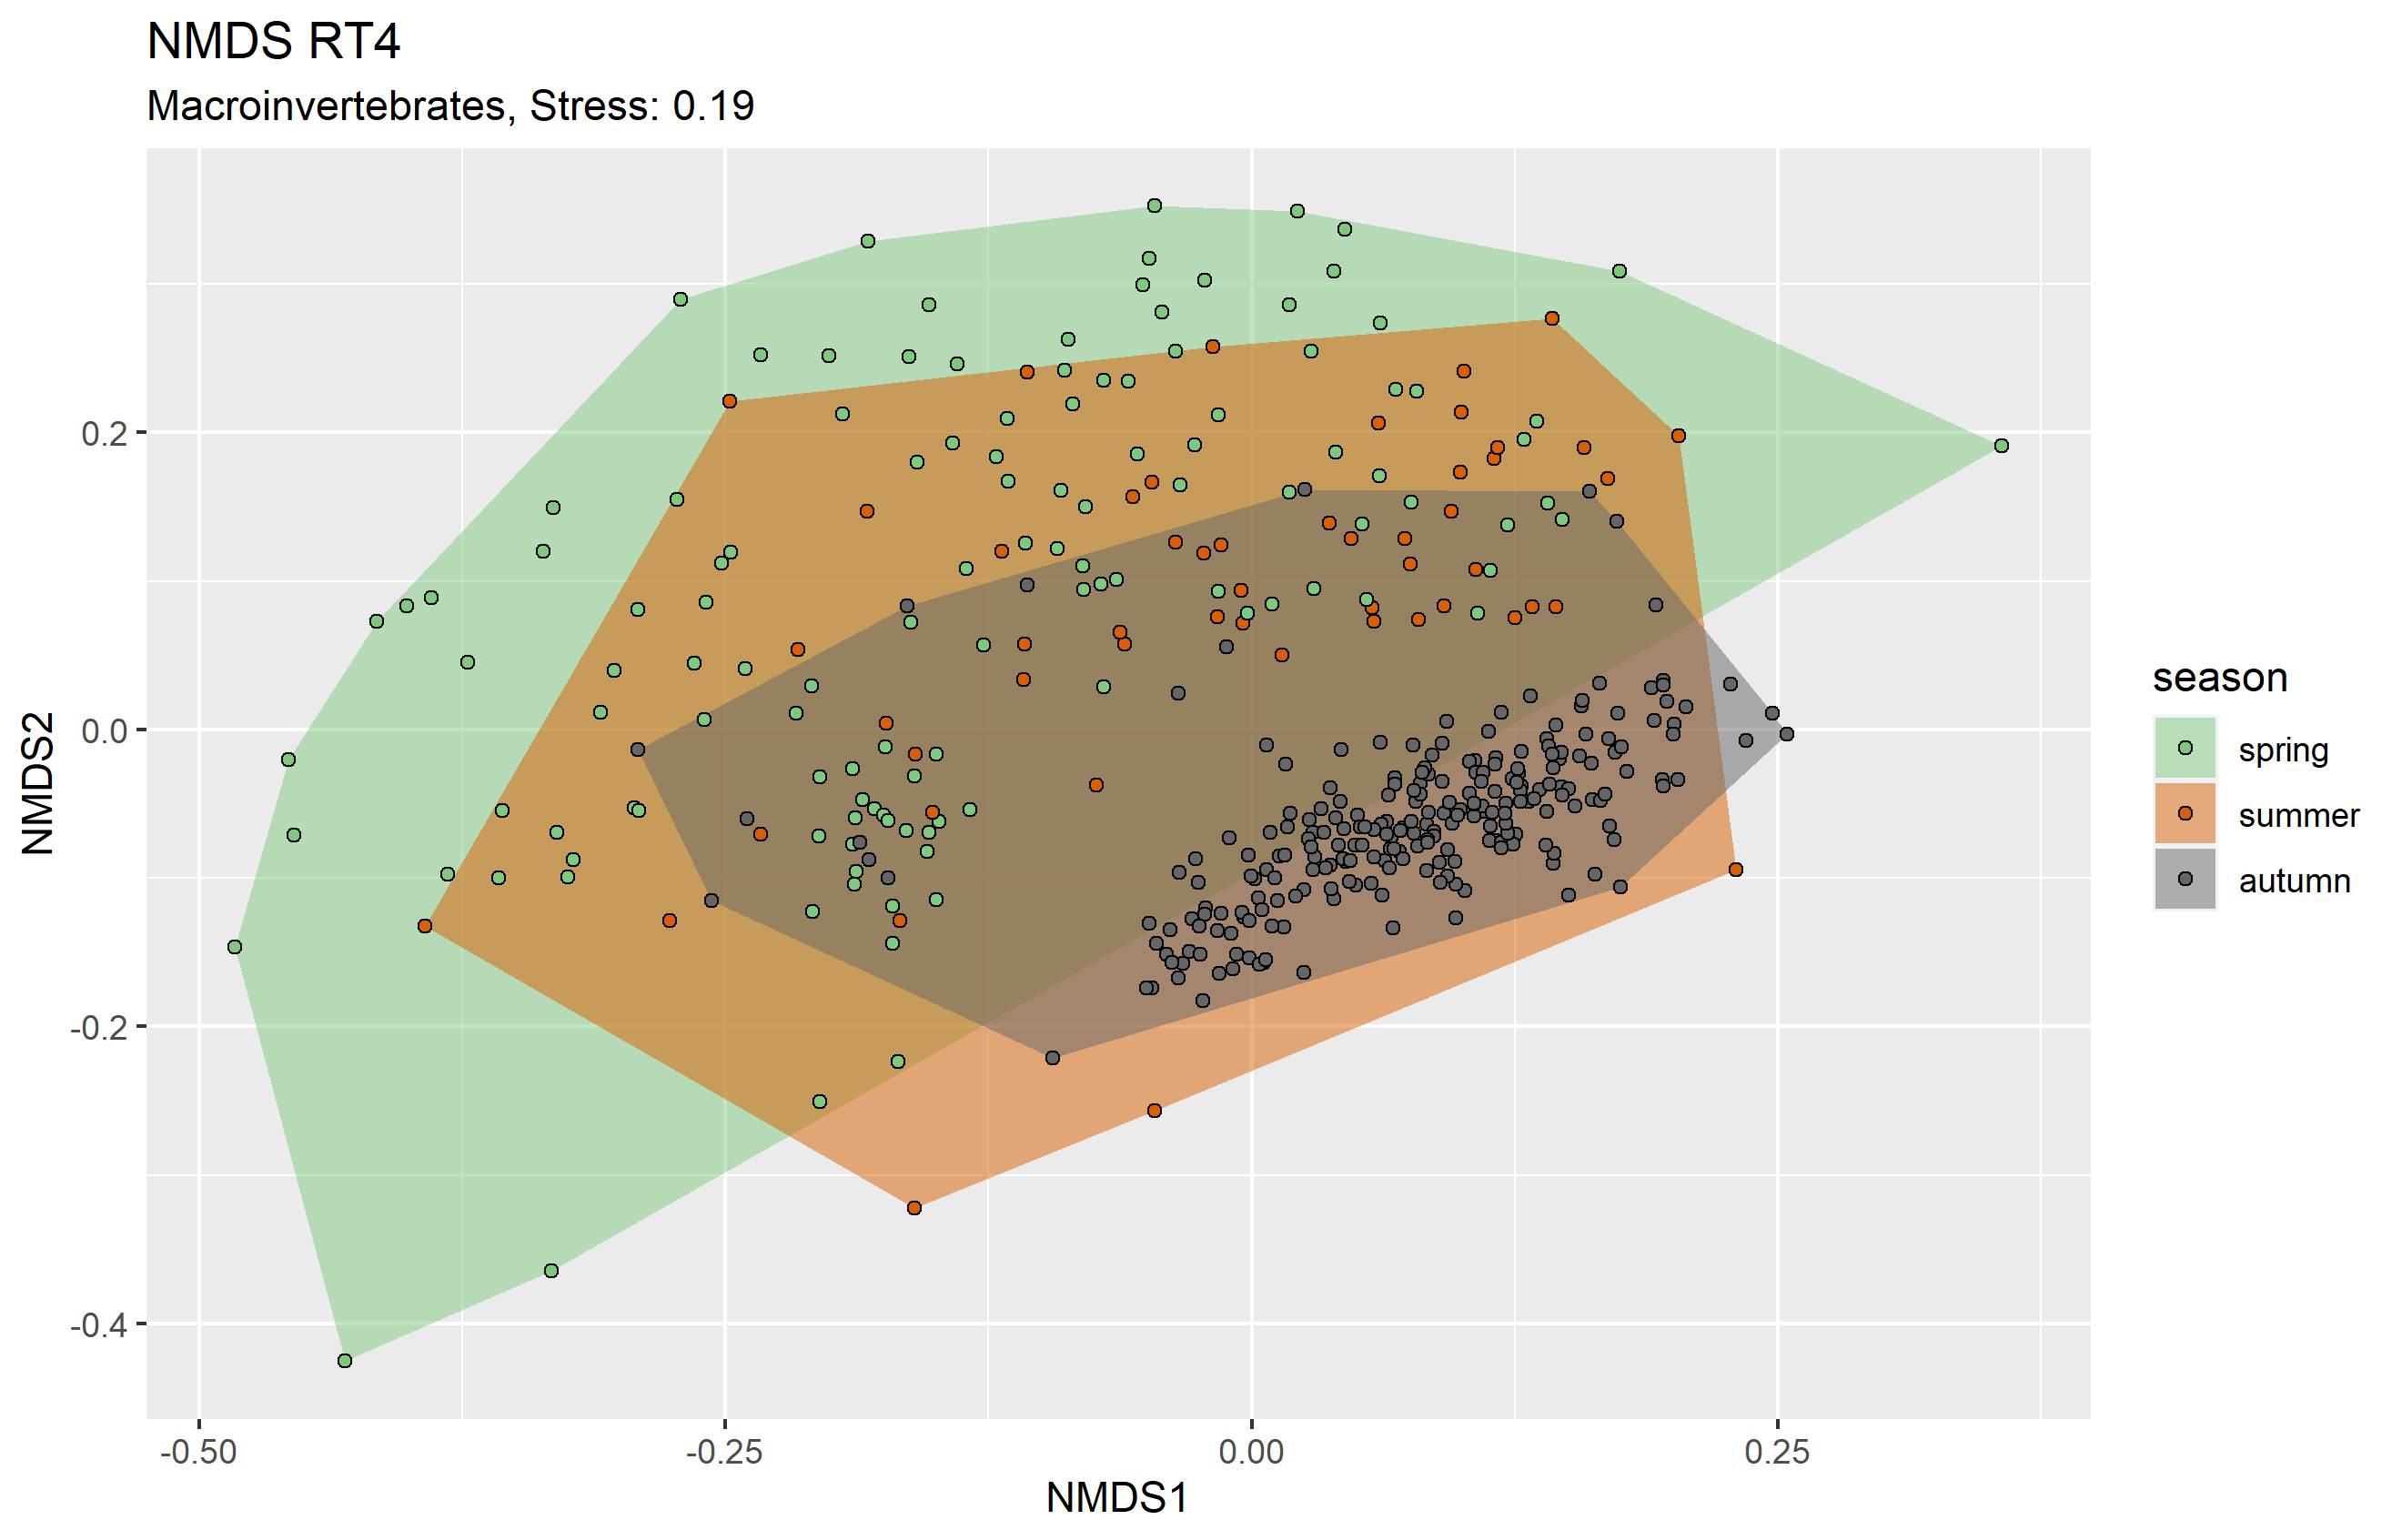 NMDS RT4
Macroinvertebrates, Stress: 0.19
NMDS2
0.2
0.0
-0.2
-0.4
-0.50
-0.25
0.00
0.25
NMDS1
season
spring
summer
autumn